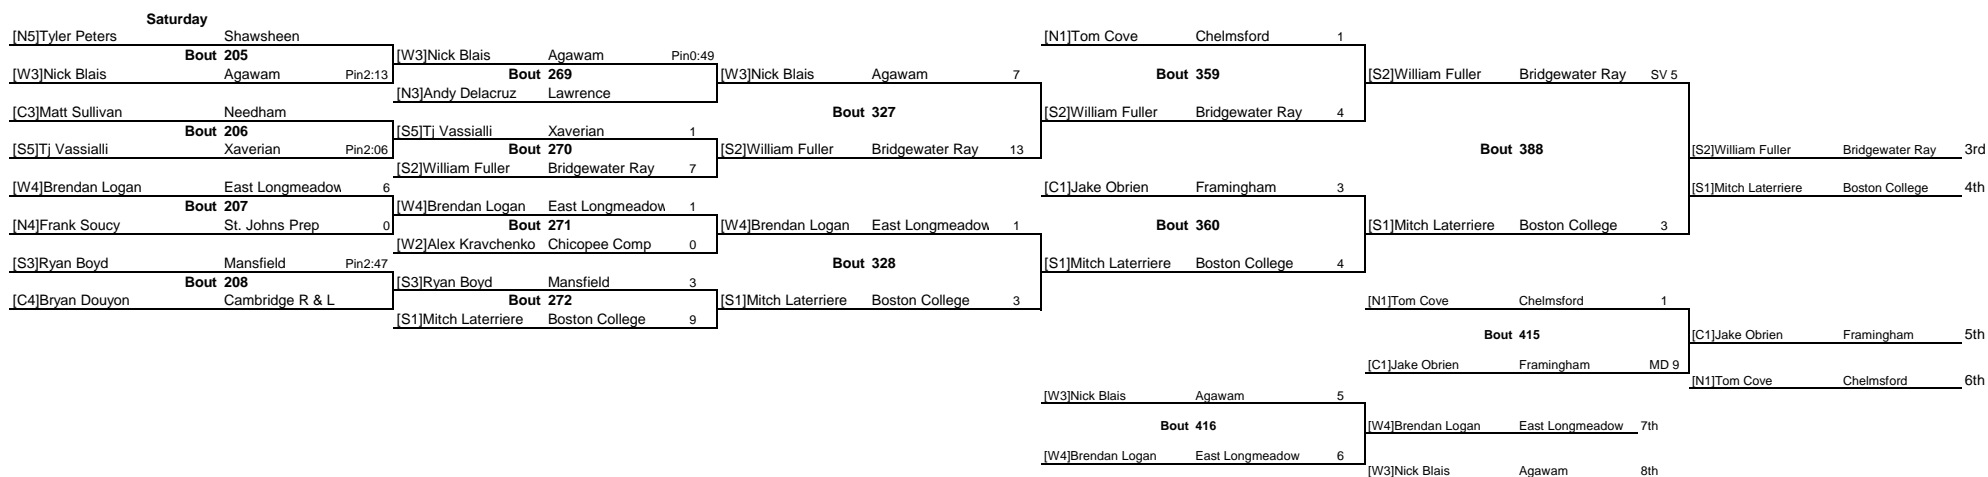 Saturday
[N5]Tyler Peters Shawsheen
Bout 205
[W3]Nick Blais Agawam Pin2:13
[C3]Matt Sullivan Needham
Bout 206
[S5]Tj Vassialli Xaverian Pin2:06
[W4]Brendan Logan East Longmeadow 6
Bout 207
[N4]Frank Soucy St. Johns Prep 0
[S3]Ryan Boyd Mansfield Pin2:47
Bout 208
[C4]Bryan Douyon Cambridge R & L
[W3]Nick Blais Agawam Pin0:49
Bout 269
[N3]Andy Delacruz Lawrence
[S5]Tj Vassialli Xaverian 1
Bout 270
[S2]William Fuller Bridgewater Ray 7
[W4]Brendan Logan East Longmeadow 1
Bout 271
[W2]Alex Kravchenko Chicopee Comp 0
[S3]Ryan Boyd Mansfield 3
Bout 272
[S1]Mitch Laterriere Boston College 9
[W3]Nick Blais Agawam 7
Bout 327
[S2]William Fuller Bridgewater Ray 13
[W4]Brendan Logan East Longmeadow 1
Bout 328
[S1]Mitch Laterriere Boston College 3
[N1]Tom Cove Chelmsford 1
Bout 359
[S2]William Fuller Bridgewater Ray 4
[C1]Jake Obrien Framingham 3
Bout 360
[S1]Mitch Laterriere Boston College 4
[S2]William Fuller Bridgewater Ray SV 5
Bout 388
[S1]Mitch Laterriere Boston College 3
[S2]William Fuller Bridgewater Ray 3rd
[S1]Mitch Laterriere Boston College 4th
[N1]Tom Cove Chelmsford 1
Bout 415
[C1]Jake Obrien Framingham MD 9
[C1]Jake Obrien Framingham 5th
[N1]Tom Cove Chelmsford 6th
[W3]Nick Blais Agawam 5
Bout 416
[W4]Brendan Logan East Longmeadow 6
[W4]Brendan Logan East Longmeadow 7th
[W3]Nick Blais Agawam 8th